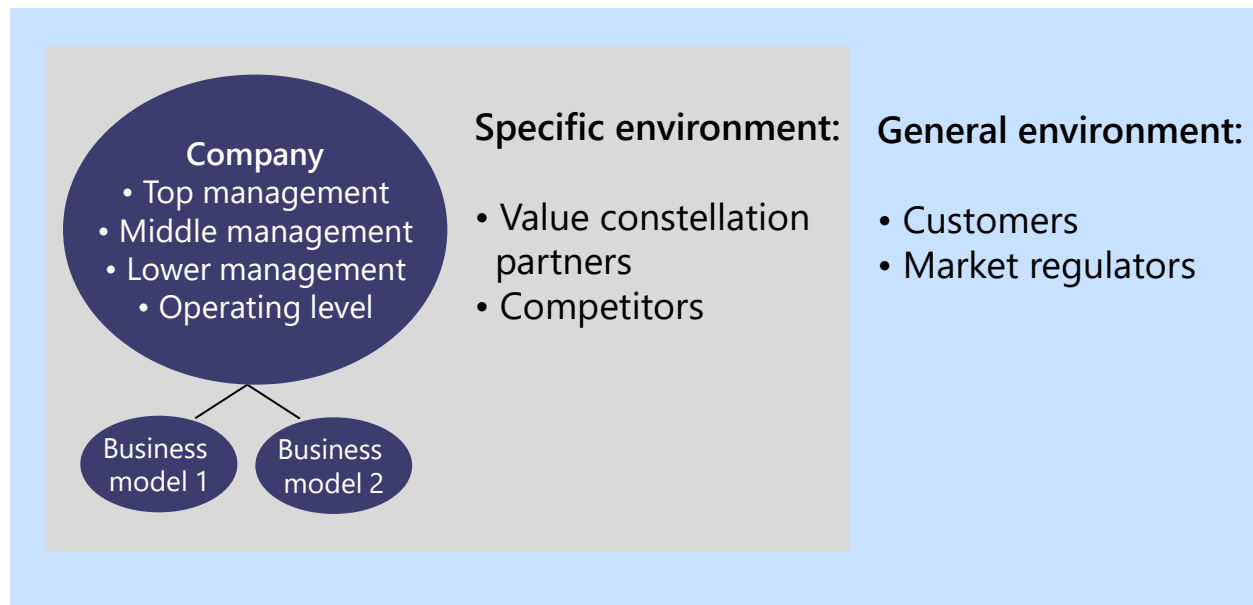 Company
• Top management
• Middle management
• Lower management
• Operating level
Business
model 1
Business
model 2
Specific environment:
• Value constellation
partners
• Competitors
General environment:
• Customers
• Market regulators